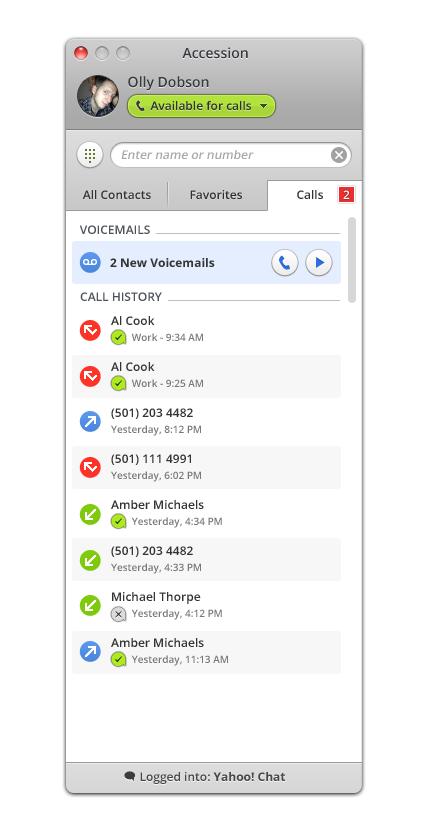 Accession
Olly Dobson
Available for calls
Enter name or number
All Contacts
Favorites
Calls
2
VOICEMAILS
2 New Voicemails
CALL HISTORY
Al Cook
Work - 9:34 AM
Al Cook
Work - 9:25 AM
(501) 203 4482
Yesterday, 8:12 PM
(501) 111 4991
Yesterday, 6:02 PM
Amber Michaels
Yesterday, 4:34 PM
(501) 203 4482
Yesterday, 4:33 PM
Michael Thorpe
Yesterday, 4:12 PM
Amber Michaels
Yesterday, 11:13 AM
Logged into: Yahoo! Chat